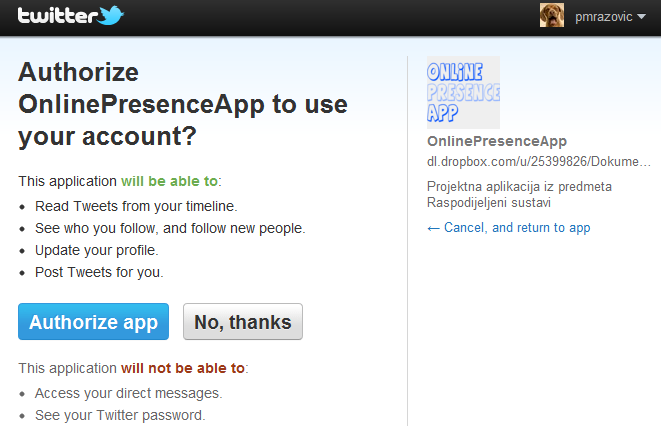 twitter
pmrazovic
Authorize
OnlinePresenceApp to use
your account?
This application will be able to:
Read Tweets from your timeline.
See who you follow, and follow new people.
Update your profile.
Post Tweets for you.
Authorize app
No, thanks
This application will not be able to:
Access your direct messages.
See your Twitter password.
ONLINE
PRESENCE
APP
OnlinePresenceApp
dl.dropbox.com/u/25399826/Dokume...
Projektna aplikacija iz predmeta
Raspodijeljeni sustavi
← Cancel, and return to app